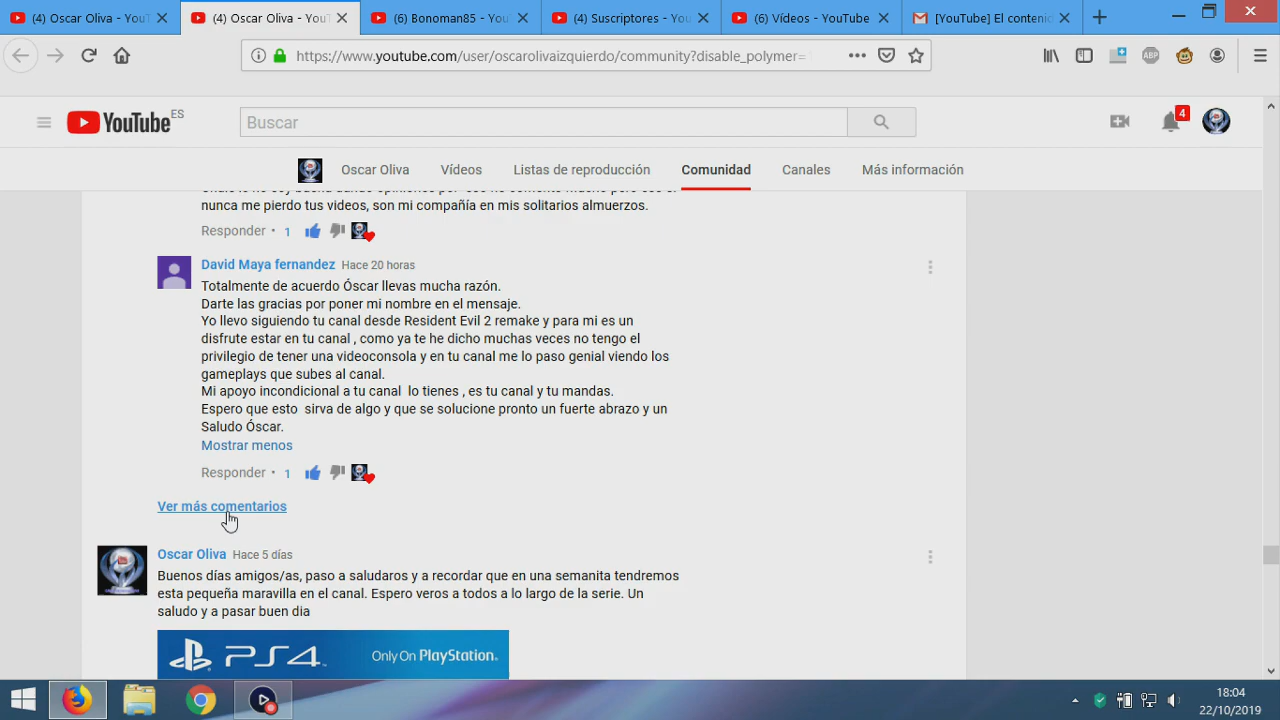 (4) Oscar Oliva - YouT
(4) Oscar Oliva - YouT
(6) Bonoman85 - You
(4) Suscriptores - You
(6) Vídeos - YouTube
[YouTube] El contenid
https://www.youtube.com/user/oscarolivaizquierdo/community?disable_polymer=
ABP
YouTube ES
Buscar
4
Oscar Oliva
Vídeos
Listas de reproducción
Comunidad
Canales
Más información
nunca me pierdo tus videos, son mi compañía en mis solitarios almuerzos.
Responder • 1
David Maya fernandez Hace 20 horas
Totalmente de acuerdo Óscar llevas mucha razón.
Darte las gracias por poner mi nombre en el mensaje.
Yo llevo siguiendo tu canal desde Resident Evil 2 remake y para mi es un
disfrute estar en tu canal , como ya te he dicho muchas veces no tengo el
privilegio de tener una videoconsola y en tu canal me lo paso genial viendo los
gameplays que subes al canal.
Mi apoyo incondicional a tu canal lo tienes , es tu canal y tu mandas.
Espero que esto sirva de algo y que se solucione pronto un fuerte abrazo y un
Saludo Óscar.
Mostrar menos
Responder • 1
Ver más comentarios
Oscar Oliva Hace 5 días
Buenos días amigos/as, paso a saludaros y a recordar que en una semanita tendremos
esta pequeña maravilla en el canal. Espero veros a todos a lo largo de la serie. Un
saludo y a pasar buen dia
PS4 Only On PlayStation.
18:04
22/10/2019